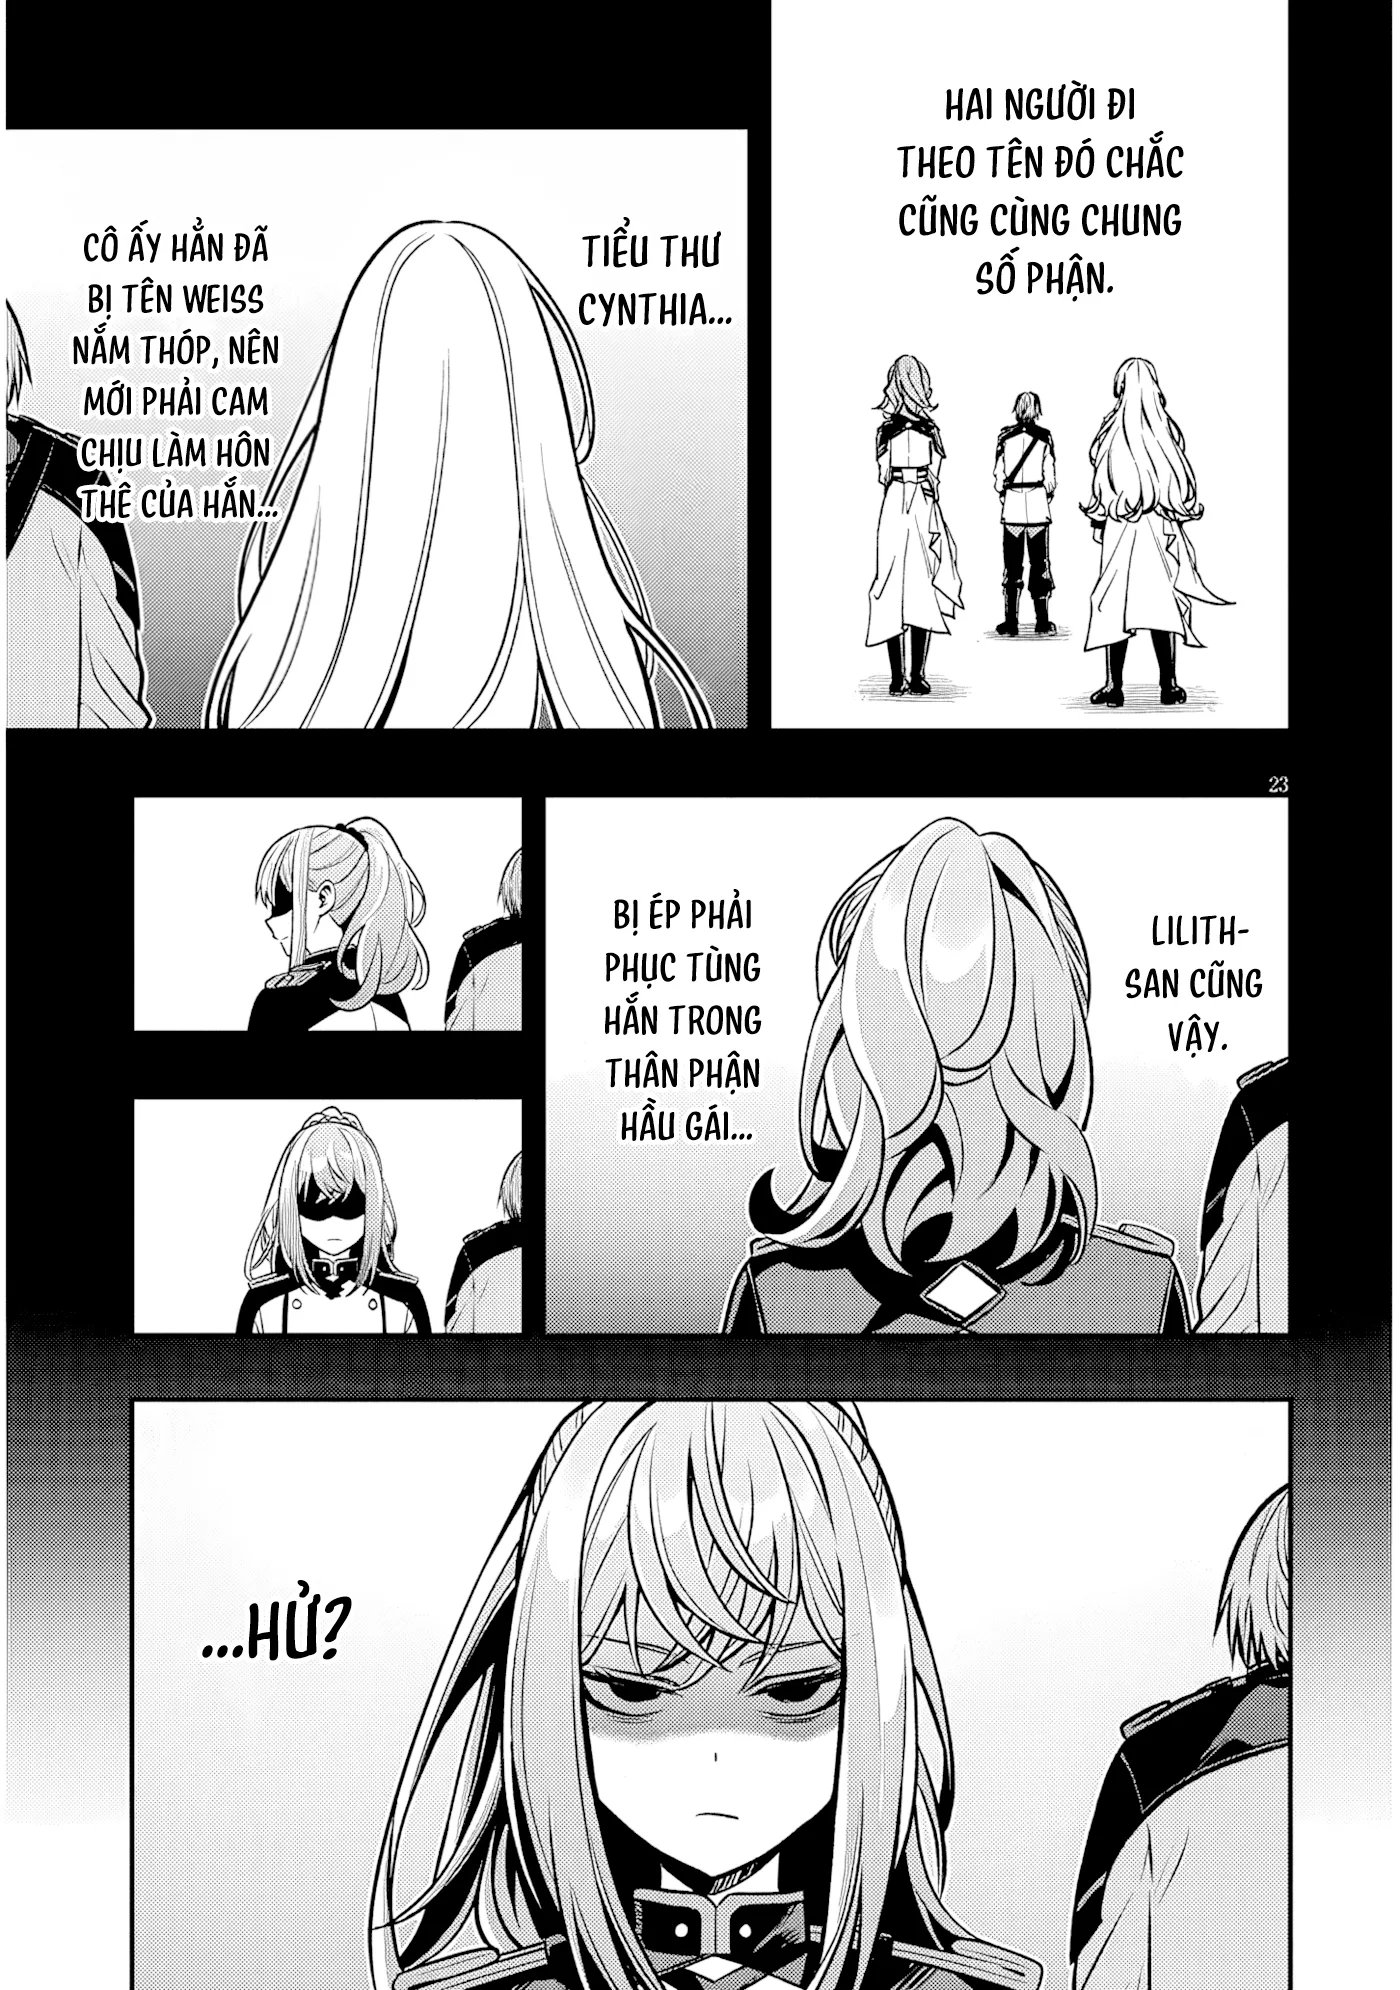 HAI NGƯỜI ĐI
THEO TÊN ĐÓ CHẮC
CŨNG CÙNG CHUNG
SỐ PHẬN.
TIỂU THƯ
CYNTHIA...
CÔ ẤY HẲN ĐÃ
BỊ TÊN WEISS
NẮM THÓP, NÊN
MỚI PHẢI CAM
CHỊU LÀM HÔN
THÊ CỦA HẮN...
23
LILITH-
SAN CŨNG
VẬY.
BỊ ÉP PHẢI
PHỤC TÙNG
HẮN TRONG
THÂN PHẬN
HẦU GÁI...
...HỬ?